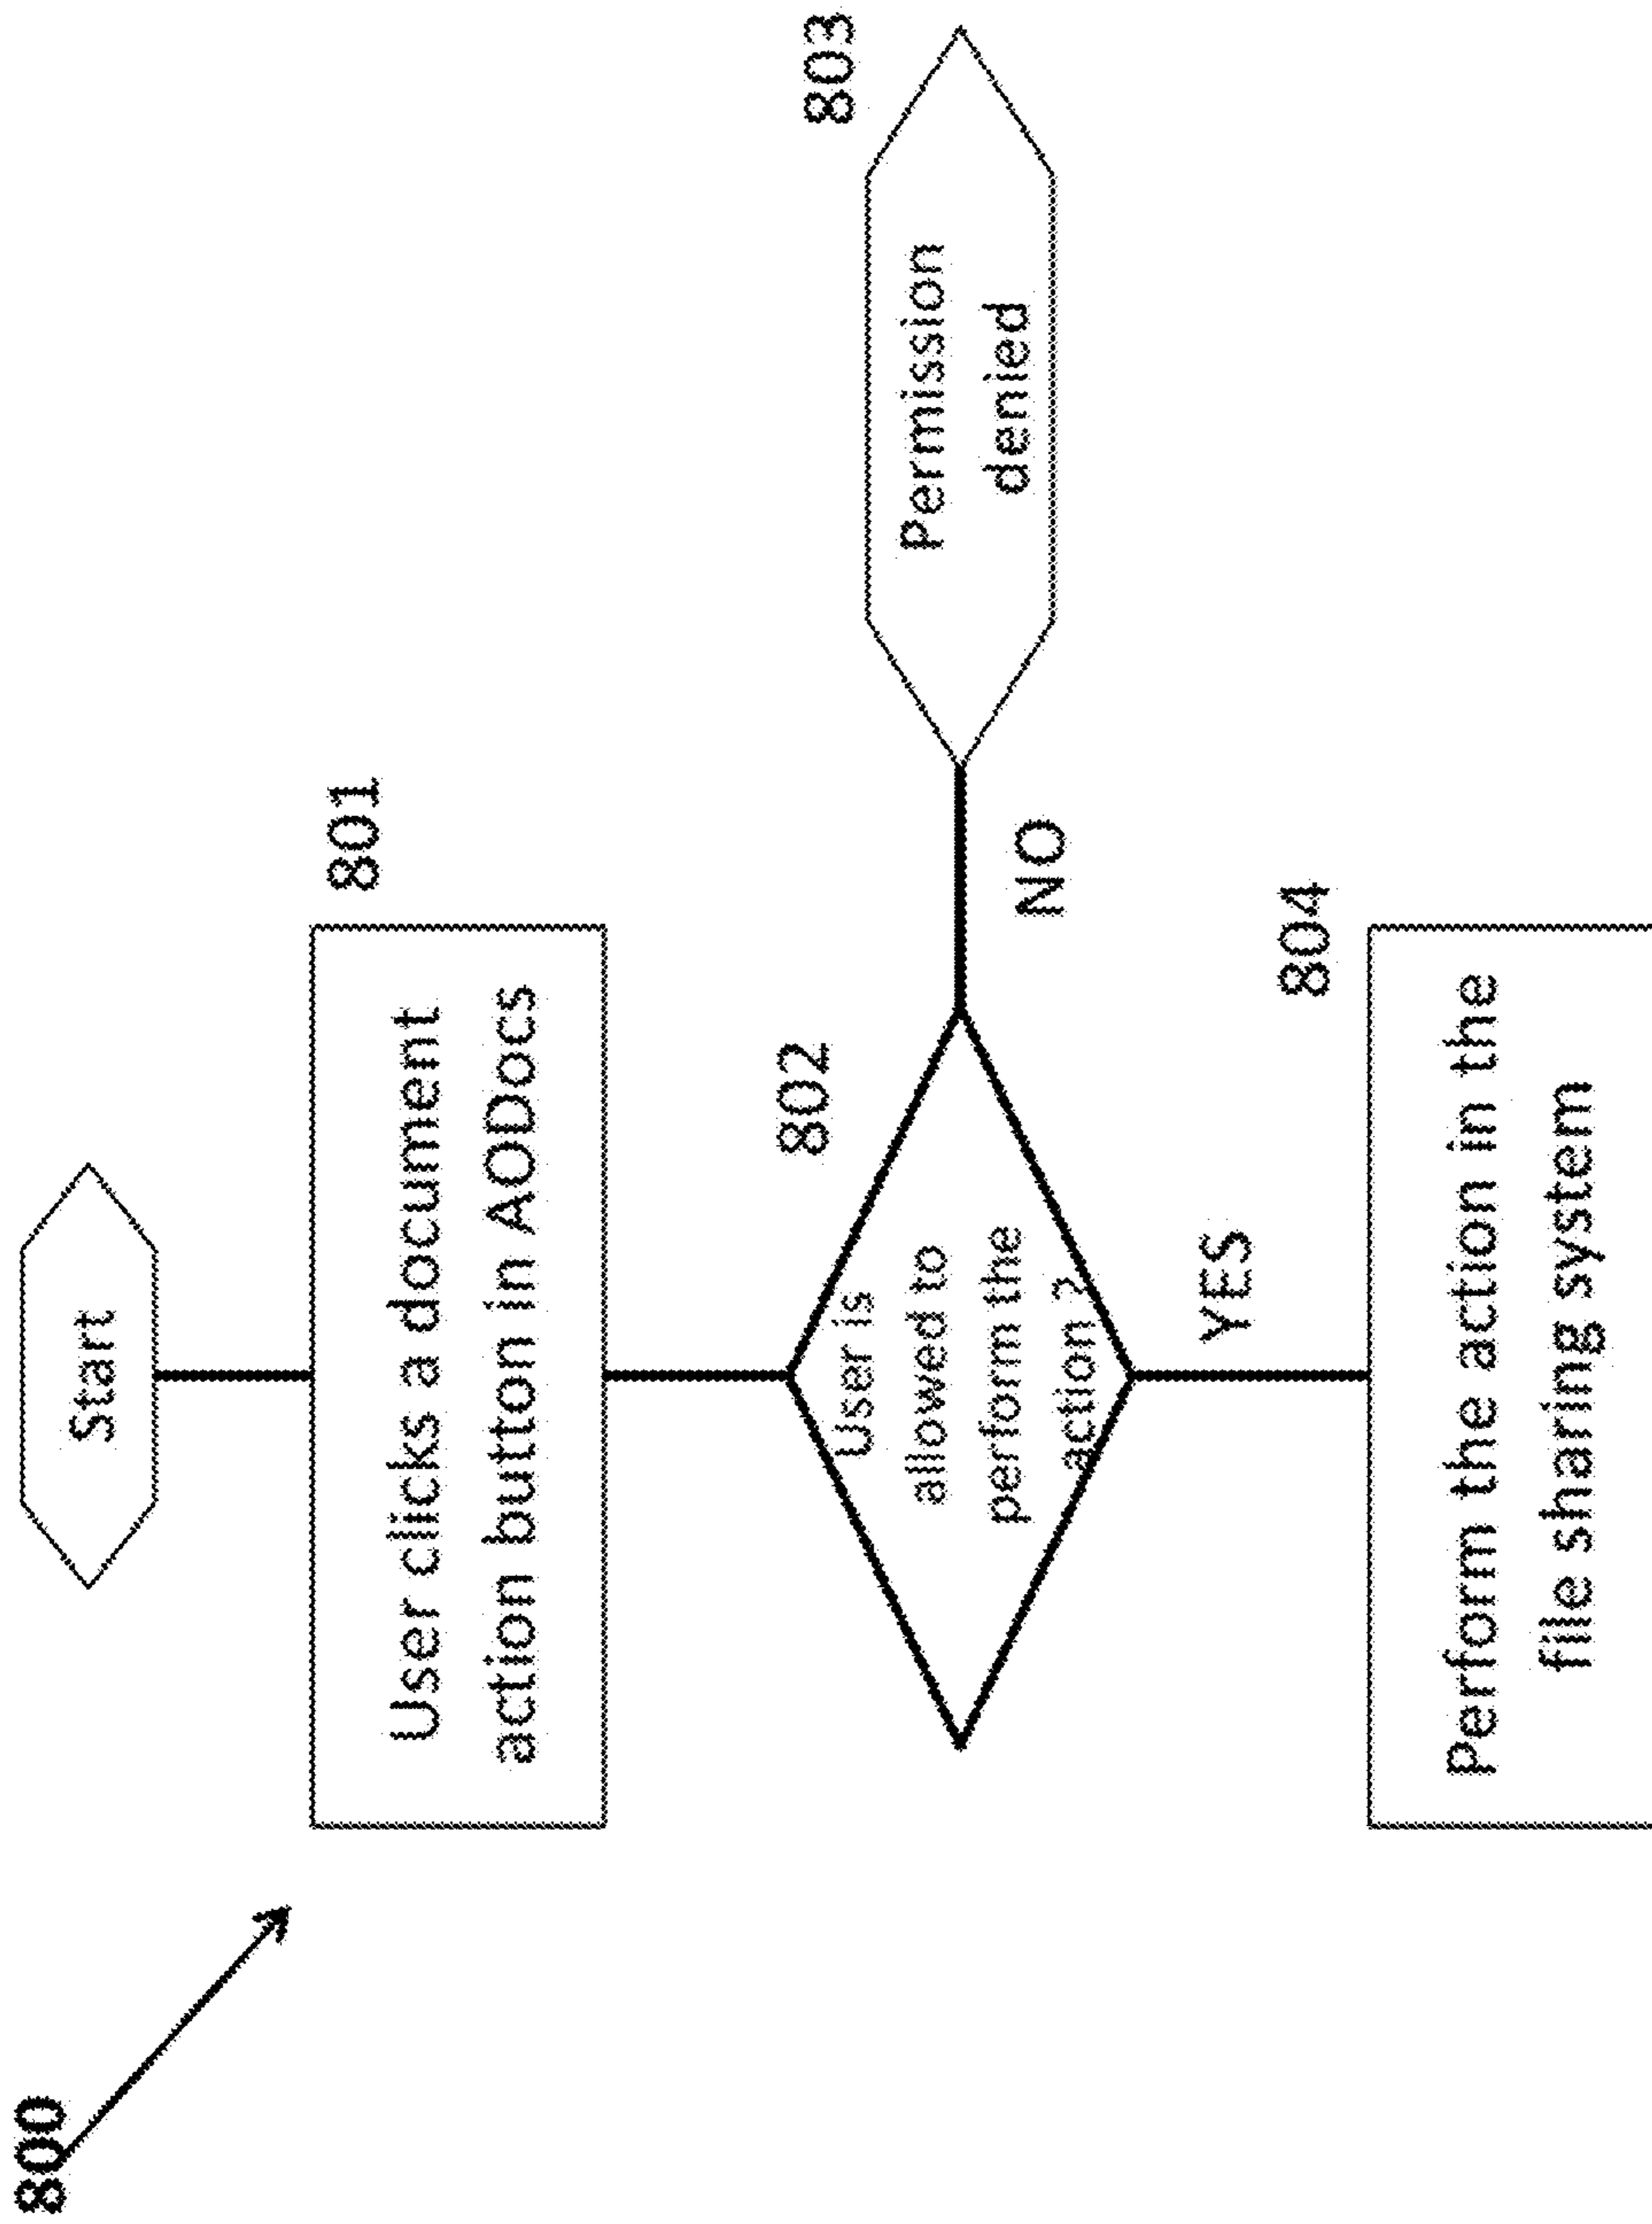 800
Start
801
User clicks a document
action button in AODocs
802
User is
allowed to
perform the
action ?
803
Permission
denied
NO
YES
804
Perform the action in the
file sharing system